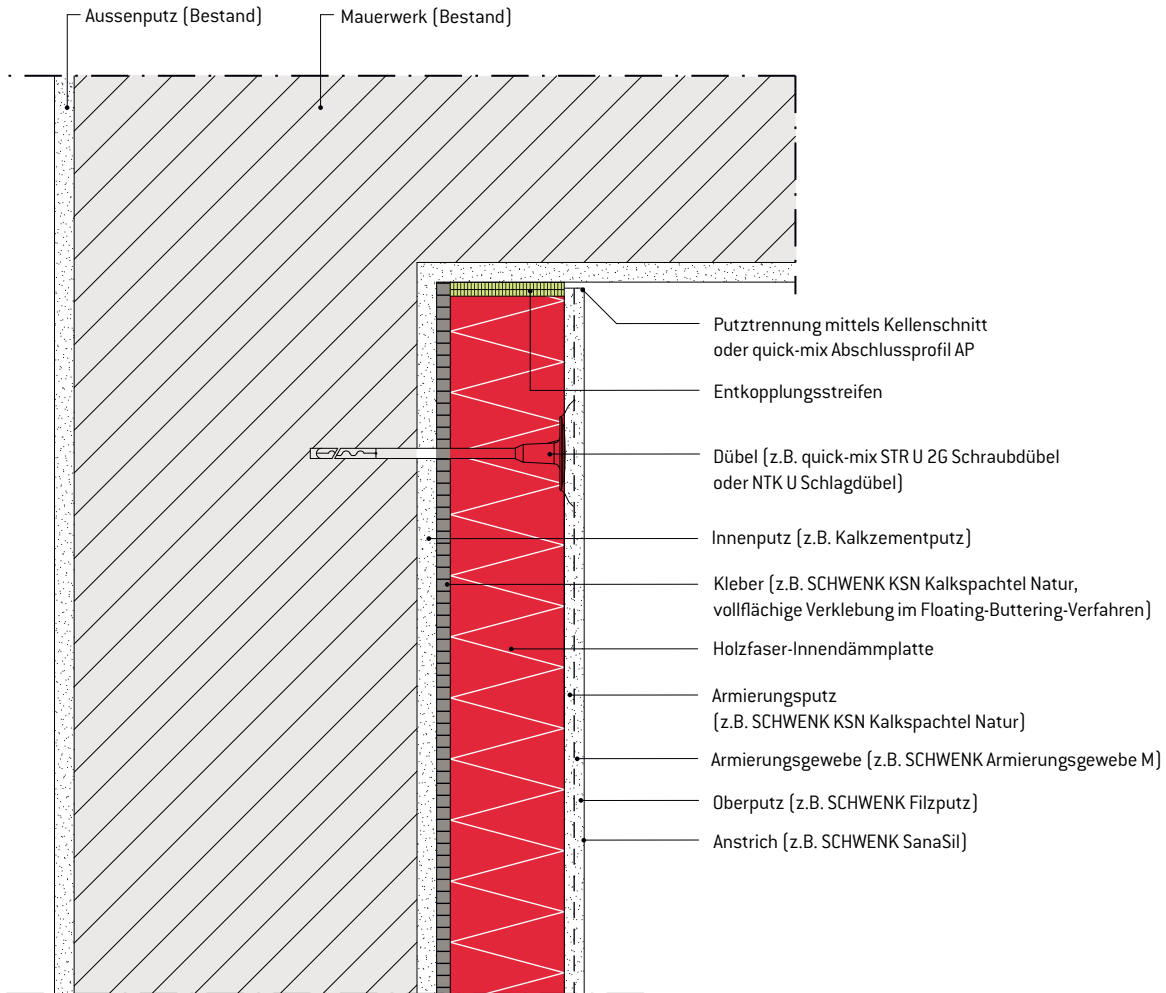 Aussenputz (Bestand)
Mauerwerk (Bestand)
Putztrennung mittels Kellenschnitt
oder quick-mix Abschlussprofil AP
Entkopplungsstreifen
Dübel (z.B. quick-mix STR U 2G Schraubdübel
oder NTK U Schlagdübel)
Innenputz (z.B. Kalkzementputz)
Kleber (z.B. SCHWENK KSN Kalkspachtel Natur,
vollflächige Verklebung im Floating-Buttering-Verfahren)
Holzfaser-Innendämmplatte
Armierungsputz
(z.B. SCHWENK KSN Kalkspachtel Natur)
Armierungsgewebe (z.B. SCHWENK Armierungsgewebe M)
Oberputz (z.B. SCHWENK Filzputz)
Anstrich (z.B. SCHWENK SanaSil)